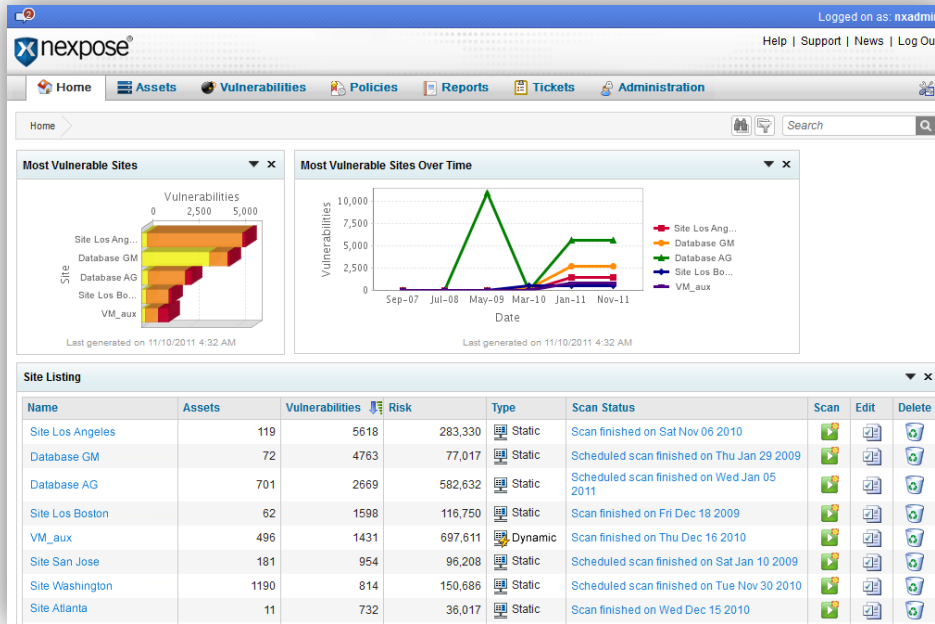 2
Logged on as: nxadmin
nexpose®
Help | Support | News | Log Ou
Home Assets Vulnerabilities Policies Reports Tickets Administration
Home
Search
Most Vulnerable Sites
Vulnerabilities
0 2,500 5,000
Site
Site Los Ang...
Database GM
Database AG
Site Los Bo...
VM_aux
Last generated on 11/10/2011 4:32 AM
Most Vulnerable Sites Over Time
Vulnerabilities
10,000
7,500
5,000
2,500
0
Sep-07 Jul-08 May-09 Mar-10 Jan-11 Nov-11
Date
Site Los Ang...
Database GM
Database AG
Site Los Bo...
VM_aux
Last generated on 11/10/2011 4:32 AM
Site Listing
Name Assets Vulnerabilities Risk Type Scan Status Scan Edit Delete
Site Los Angeles 119 5618 283,330 Static Scan finished on Sat Nov 06 2010
Database GM 72 4763 77,017 Static Scheduled scan finished on Thu Jan 29 2009
Database AG 701 2669 582,632 Static Scheduled scan finished on Wed Jan 05
2011
Site Los Boston 62 1598 116,750 Static Scan finished on Fri Dec 18 2009
VM_aux 496 1431 697,611 Dynamic Scan finished on Thu Dec 16 2010
Site San Jose 181 954 96,208 Static Scheduled scan finished on Sat Jan 10 2009
Site Washington 1190 814 150,686 Static Scheduled scan finished on Tue Nov 30 2010
Site Atlanta 11 732 36,017 Static Scan finished on Wed Dec 15 2010